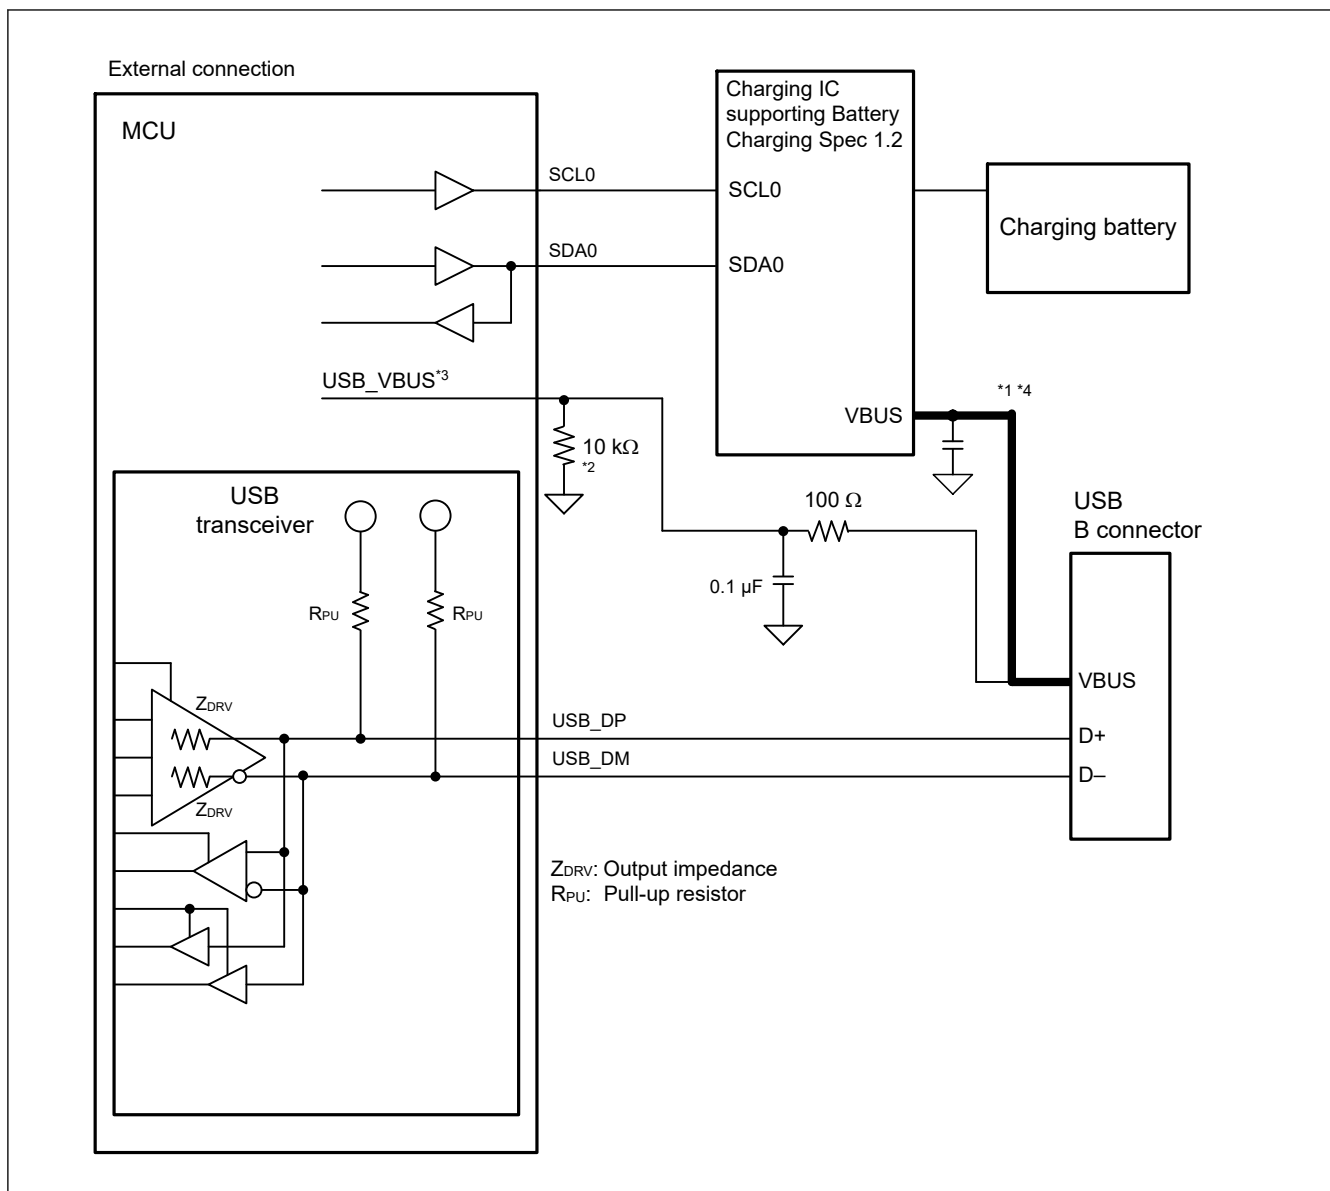 External connection
MCU
Charging IC
supporting Battery
Charging Spec 1.2
SCL0
SCL0
Charging battery
SDA0
SDA0
USB_VBUS*3
*1 *4
VBUS
10 kΩ
*2
USB
transceiver
100 Ω
USB
B connector
0.1 µF
RPU
RPU
VBUS
ZDRV
USB_DP
D+
USB_DM
D–
ZDRV
ZDRV: Output impedance
RPU: Pull-up resistor